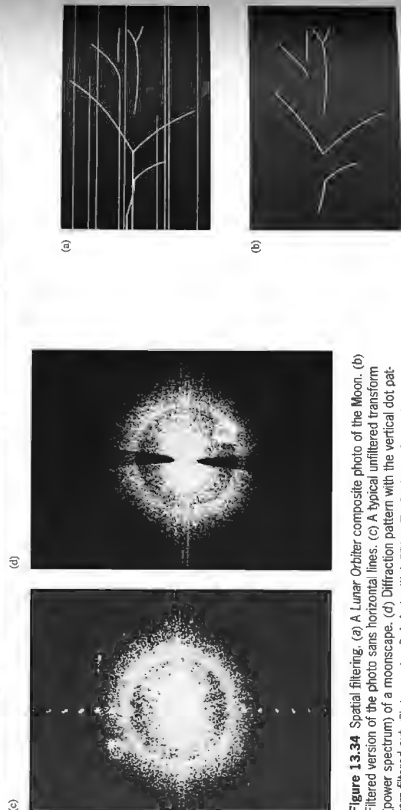 (c)
(d)
(a)
(b)
Figure 13.34 Spatial filtering. (a) A Lunar Orbiter composite photo of the Moon. (b)
Filtered version of the photo sans horizontal lines. (c) A typical unfiltered transform
(power spectrum) of a moonscape. (d) Diffraction pattern with the vertical dot pat-